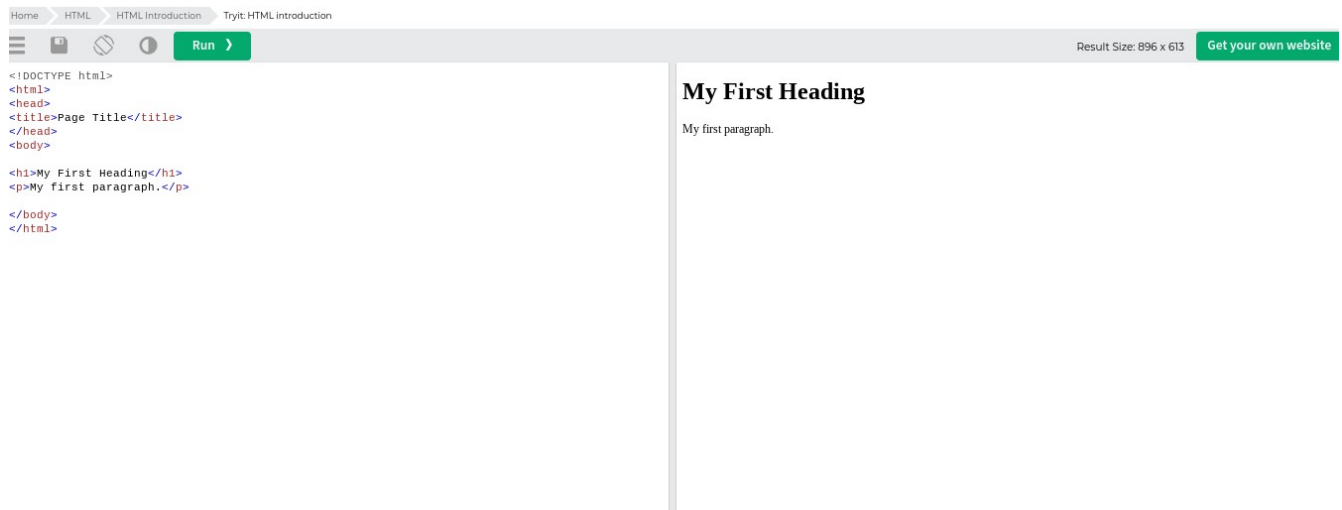 Home HTML HTML Introduction Tryit: HTML introduction
Run ❯ Result Size: 896 x 613 Get your own website
<!DOCTYPE html>
<html>
<head>
<title>Page Title</title>
</head>
<body>
<h1>My First Heading</h1>
<p>My first paragraph.</p>
</body>
</html>
My First Heading
My first paragraph.